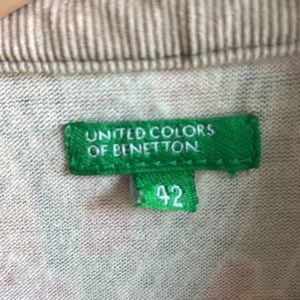 UNITED COLORS
OF BENETTON.
42